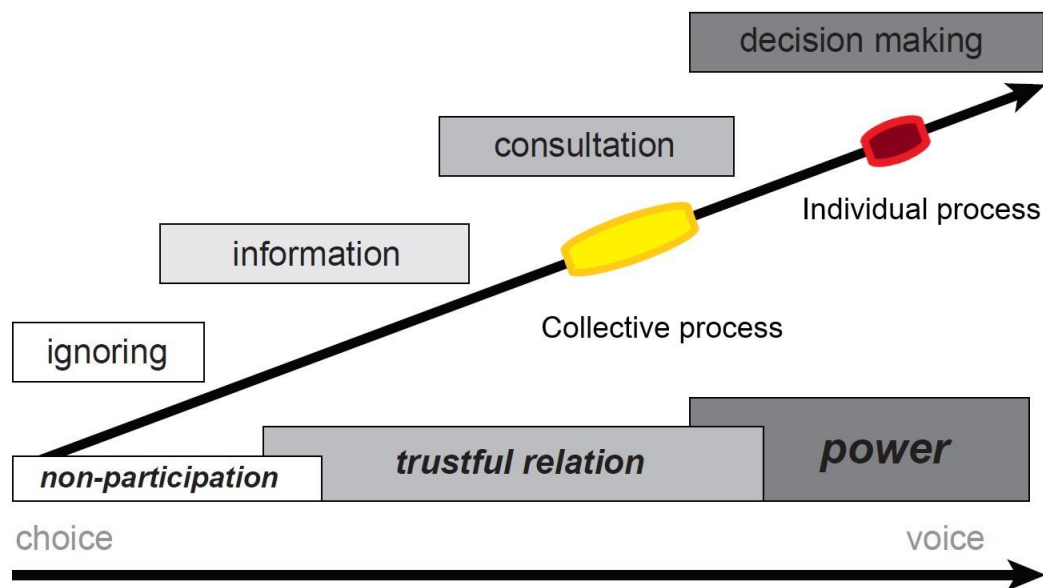 decision making
consultation
Individual process
information
Collective process
ignoring
power
trustful relation
non-participation
choice
voice